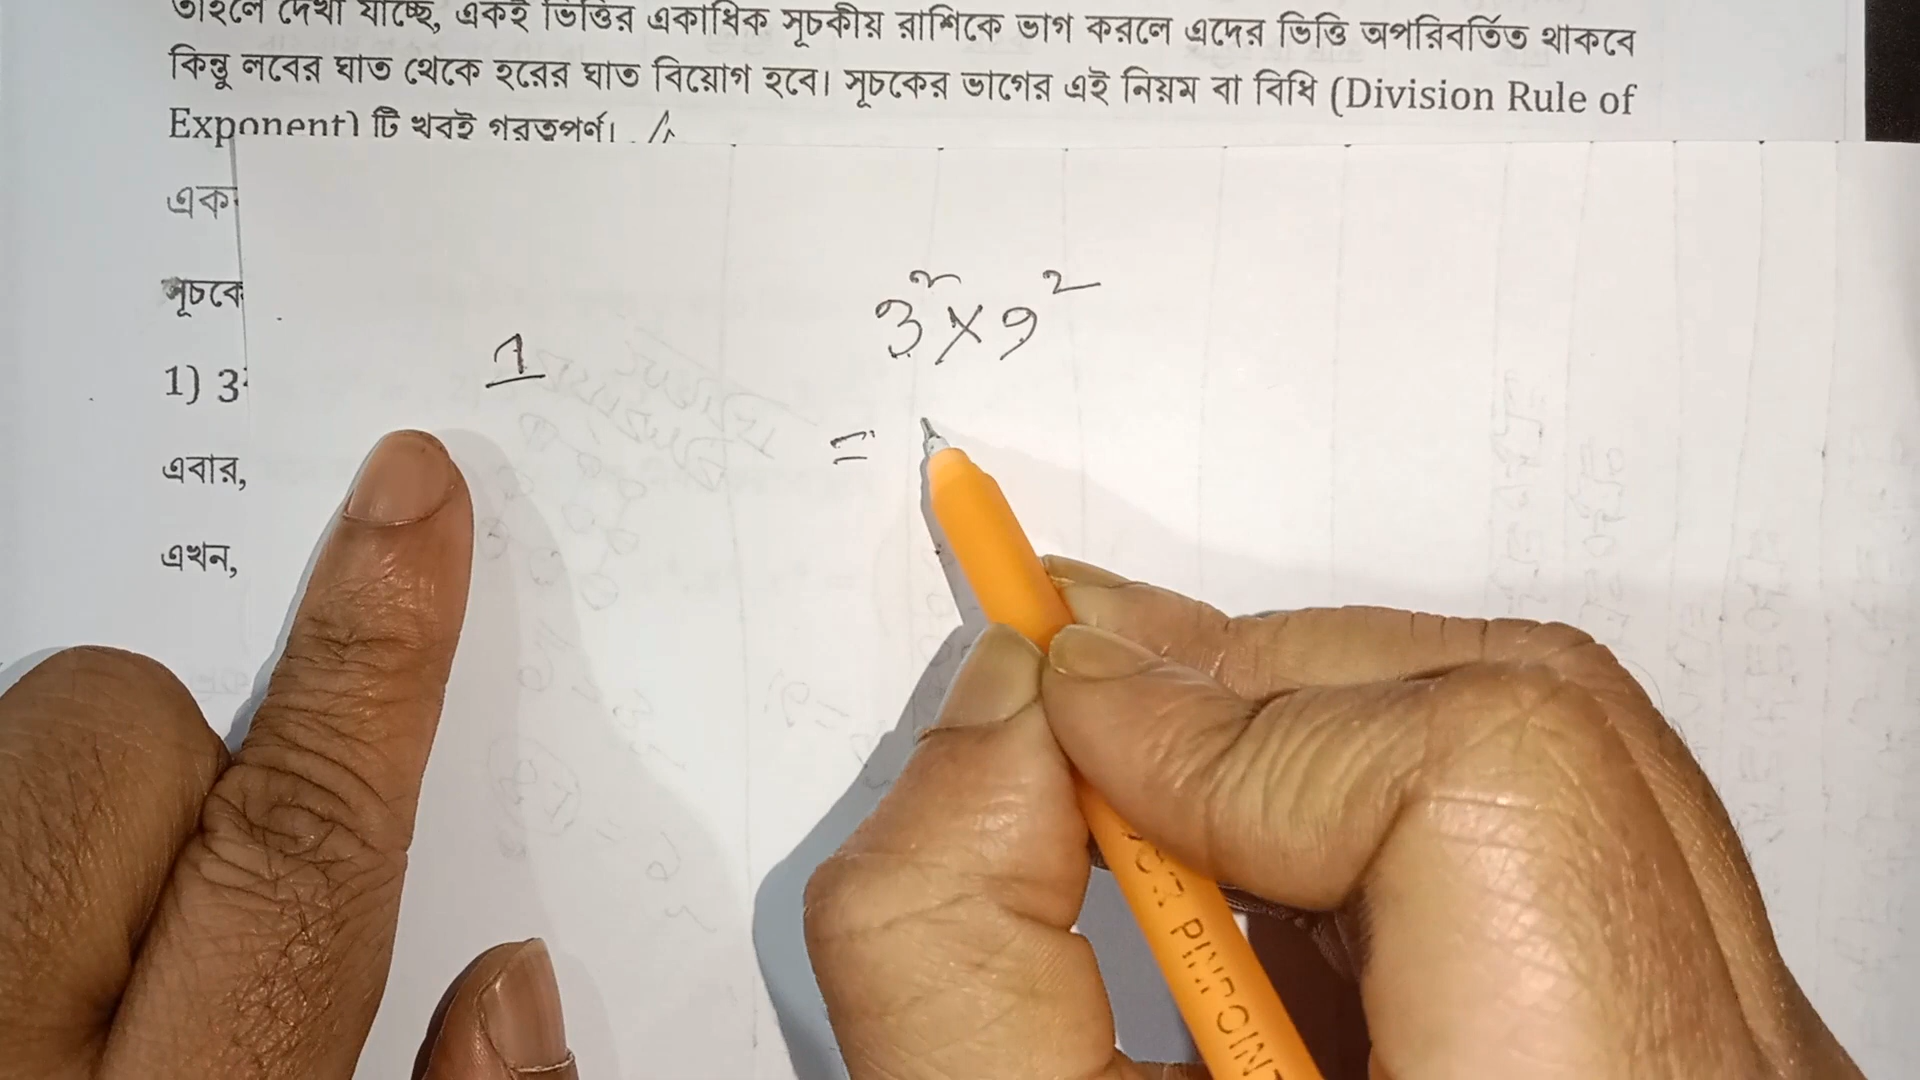 তাহলে দেখা যাচ্ছে, একই ভিত্তির একাধিক সূচকীয় রাশিকে ভাগ করলে এদের ভিত্তি অপরিবর্তিত থাকবে
কিন্তু লবের ঘাত থেকে হরের ঘাত বিয়োগ হবে। সূচকের ভাগের এই নিয়ম বা বিধি (Division Rule of
Exponent) টি খুবই গুরুত্বপূর্ণ।
এক
সূচকে
3² × 9²
1
1) 3
=
এবার,
এখন,